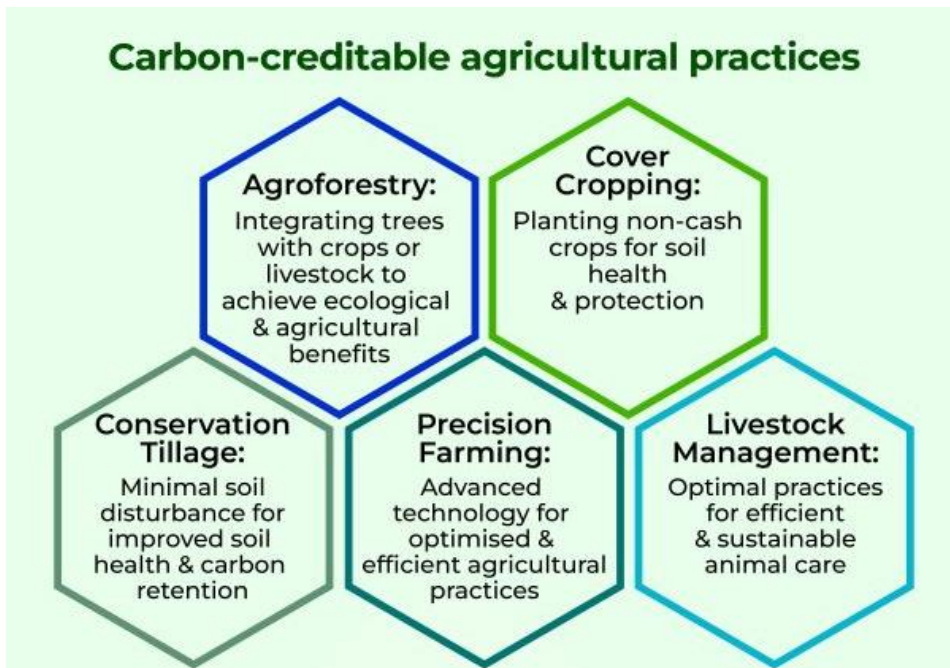 Carbon-creditable agricultural practices
Agroforestry:
Integrating trees
with crops or
livestock to
achieve ecological
& agricultural
benefits
Cover
Cropping:
Planting non-cash
crops for soil
health
& protection
Conservation
Tillage:
Minimal soil
disturbance for
improved soil
health & carbon
retention
Precision
Farming:
Advanced
technology for
optimised &
efficient agricultural
practices
Livestock
Management:
Optimal practices
for efficient
& sustainable
animal care